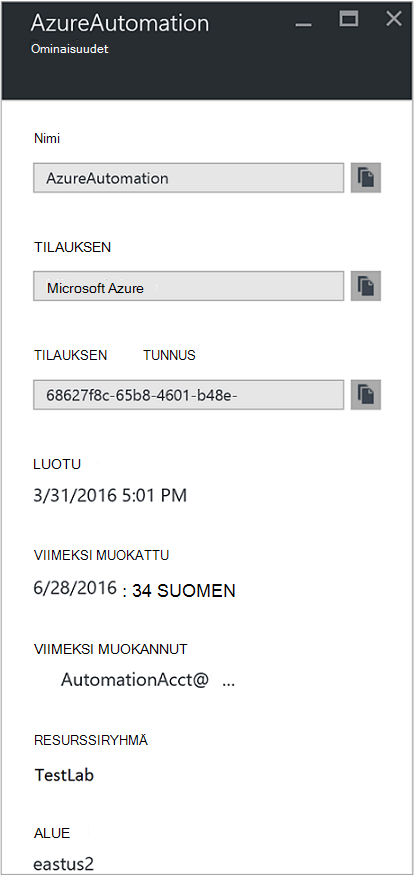 AzureAutomation
Ominaisuudet
Nimi
AzureAutomation
TILAUKSEN
Microsoft Azure
TILAUKSEN TUNNUS
68627f8c-65b8-4601-b48e-
LUOTU
3/31/2016 5:01 PM
VIIMEKSI MUOKATTU
6/28/2016 : 34 SUOMEN
VIIMEKSI MUOKANNUT
AutomationAcct@ ...
RESURSSIRYHMÄ
TestLab
ALUE
eastus2